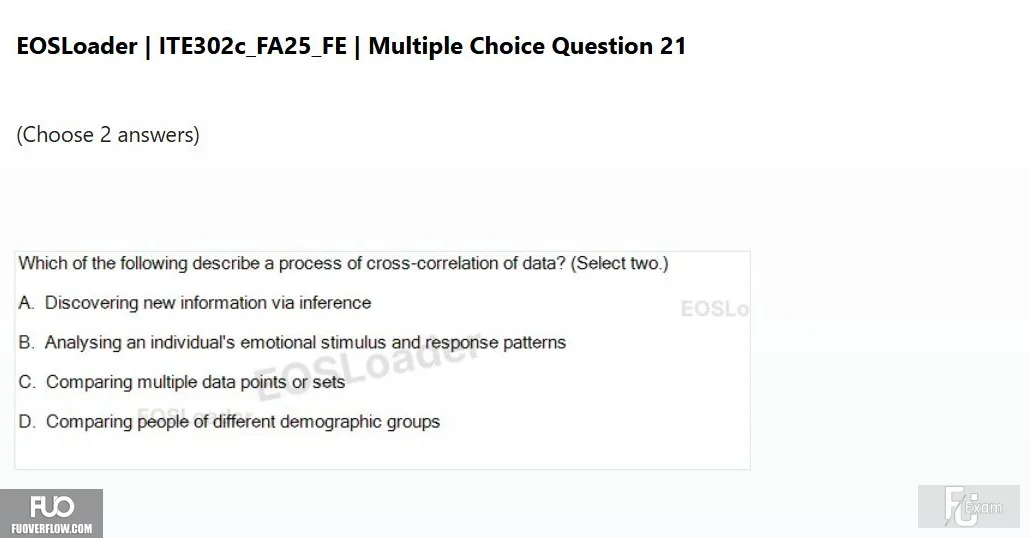 EOSLoader | ITE302c_FA25_FE | Multiple Choice Question 21
(Choose 2 answers)
Which of the following describe a process of cross-correlation of data? (Select two.)
A. Discovering new information via inference
EOSLo
B. Analysing an individual's emotional stimulus and response patterns
EOSLoader
C. Comparing multiple data points or sets
EOSLoader
D. Comparing people of different demographic groups
FUO
FUOVERFLOW.COM
FU Exam